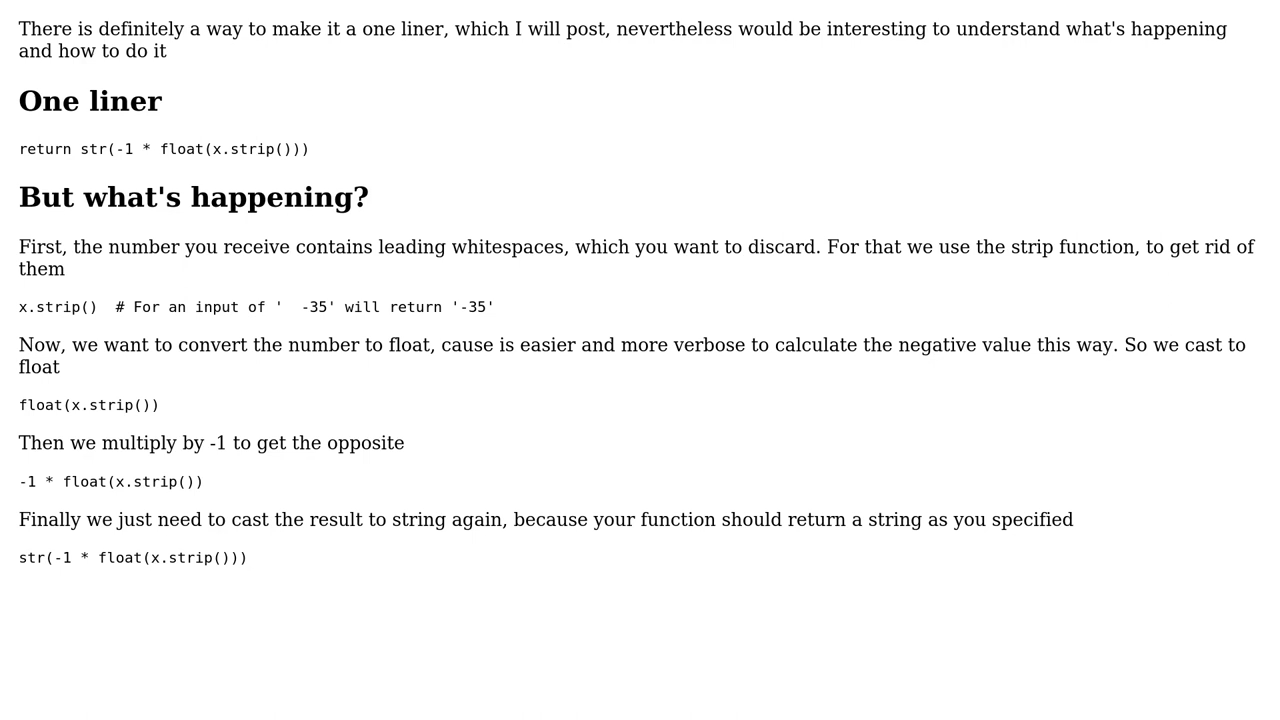 There is definitely a way to make it a one liner, which I will post, nevertheless would be interesting to understand what's happening
and how to do it
One liner
return str(-1 * float(x.strip()))
But what's happening?
First, the number you receive contains leading whitespaces, which you want to discard. For that we use the strip function, to get rid of
them
x.strip()  # For an input of '  -35' will return '-35'
Now, we want to convert the number to float, cause is easier and more verbose to calculate the negative value this way. So we cast to
float
float(x.strip())
Then we multiply by -1 to get the opposite
-1 * float(x.strip())
Finally we just need to cast the result to string again, because your function should return a string as you specified
str(-1 * float(x.strip()))